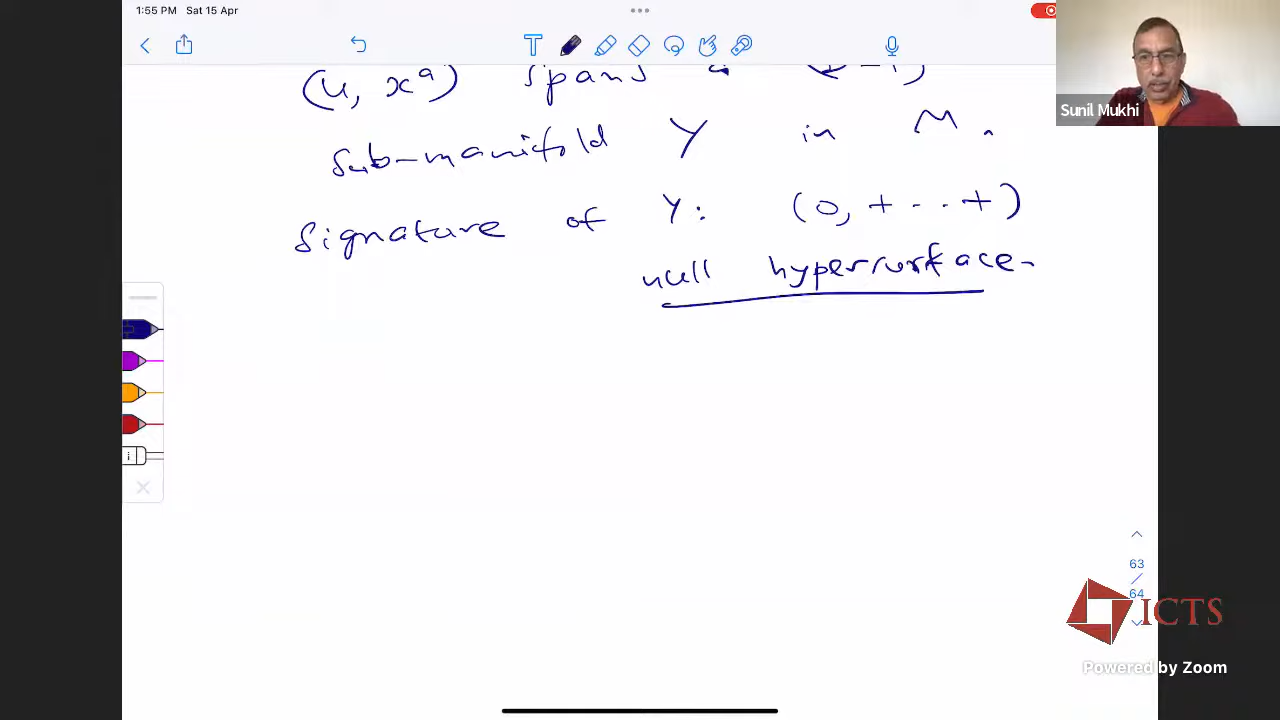 1:55 PM Sat 15 Apr
Sunil Mukhi
(u, xᵃ) spans a
sub-manifold Y in M.
Signature of Y: (0, + - - +)
null hypersurface.
63
/
64
ICTS
Powered by Zoom